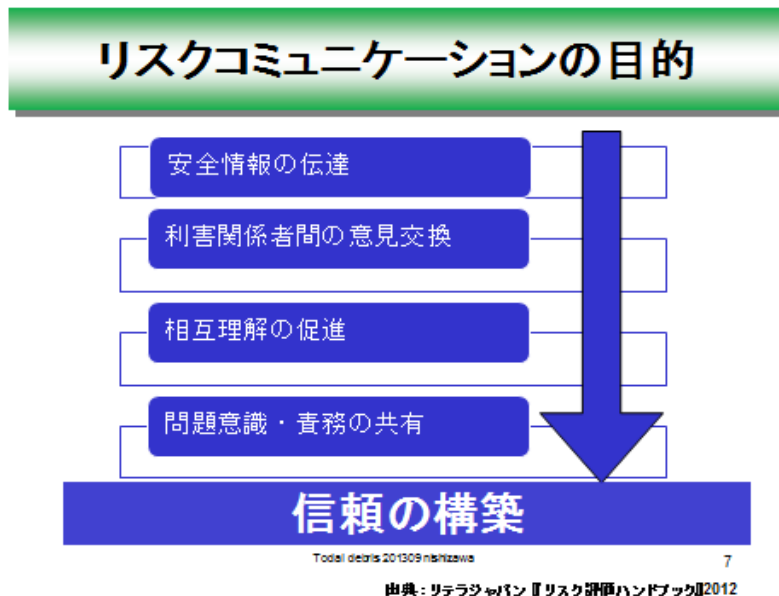 リスクコミュニケーションの目的
安全情報の伝達
利害関係者間の意見交換
相互理解の促進
問題意識・責務の共有
信頼の構築
Todai debris 201309 nishizawa
7
出典：リテラジャパン『リスク評価ハンドブック』2012